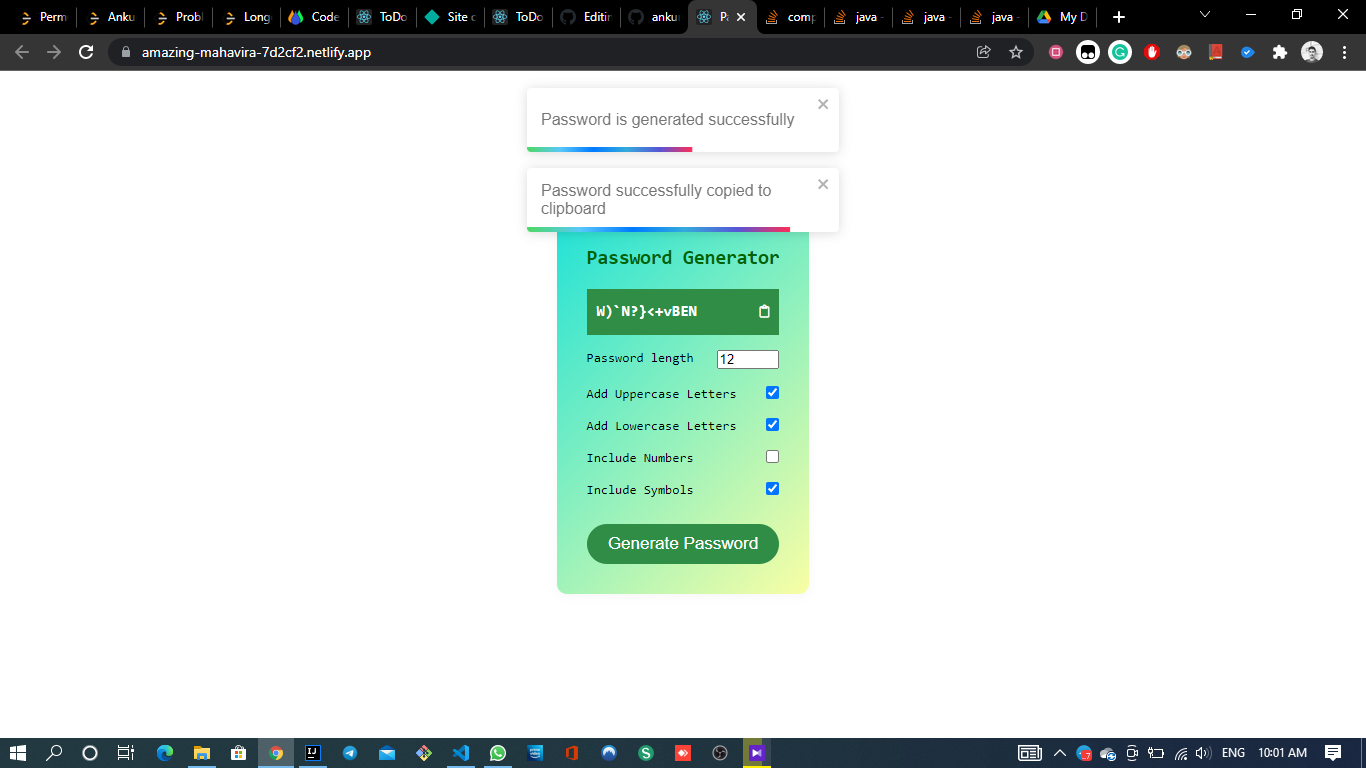 Perm
Anku
Probl
Long
Code
ToDo
Site c
ToDo
Editin
anku
Pa
comp
java
java
java
My D
amazing-mahavira-7d2cf2.netlify.app
Password is generated successfully
Password successfully copied to
clipboard
Password Generator
W)`N?}<+vBEN
Password length
12
Add Uppercase Letters
Add Lowercase Letters
Include Numbers
Include Symbols
Generate Password
ENG
10:01 AM